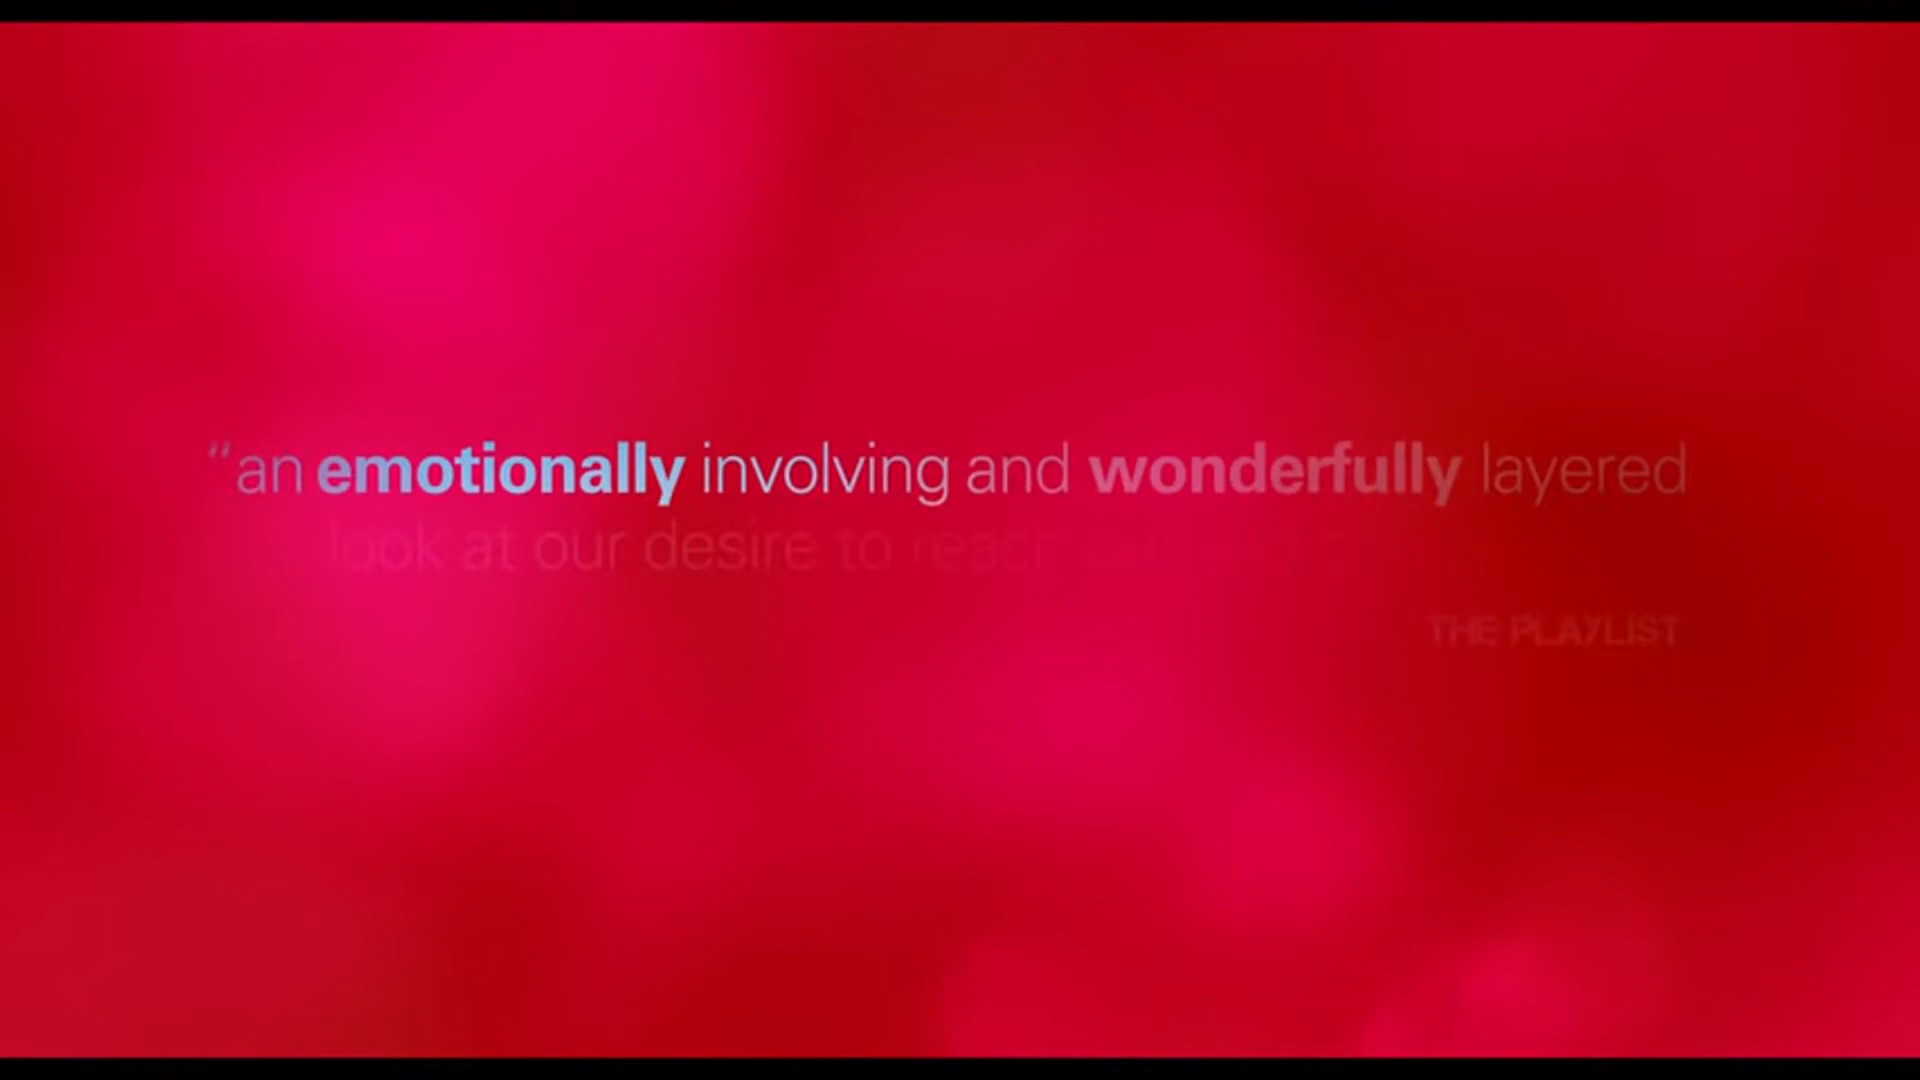 “an emotionally involving and wonderfully layered
look at our desire to reach
THE PLAYLIST